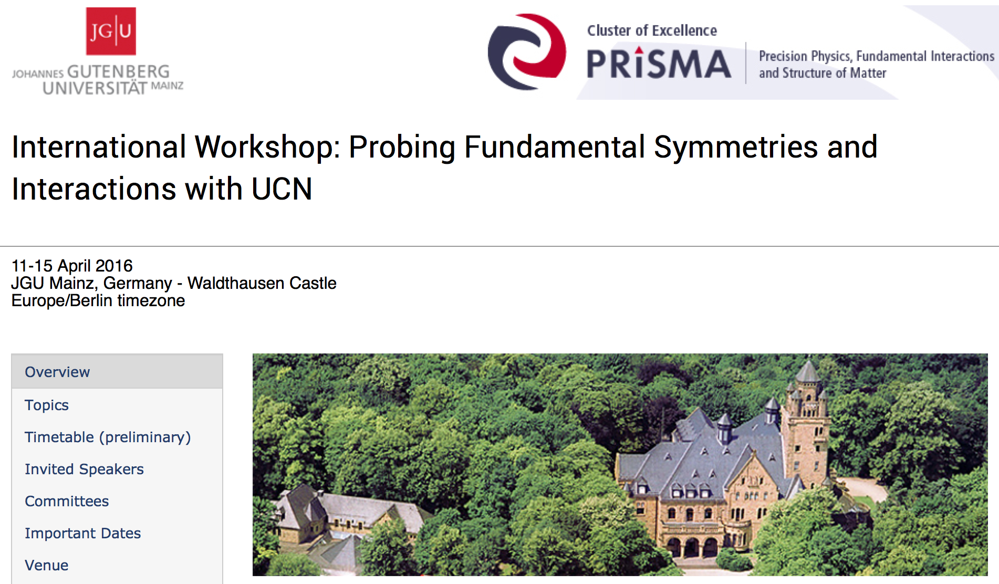 JG|U
JOHANNES GUTENBERG
UNIVERSITÄT MAINZ
Cluster of Excellence
PRiSMA
Precision Physics, Fundamental Interactions
and Structure of Matter
International Workshop: Probing Fundamental Symmetries and
Interactions with UCN
11-15 April 2016
JGU Mainz, Germany - Waldthausen Castle
Europe/Berlin timezone
Overview
Topics
Timetable (preliminary)
Invited Speakers
Committees
Important Dates
Venue